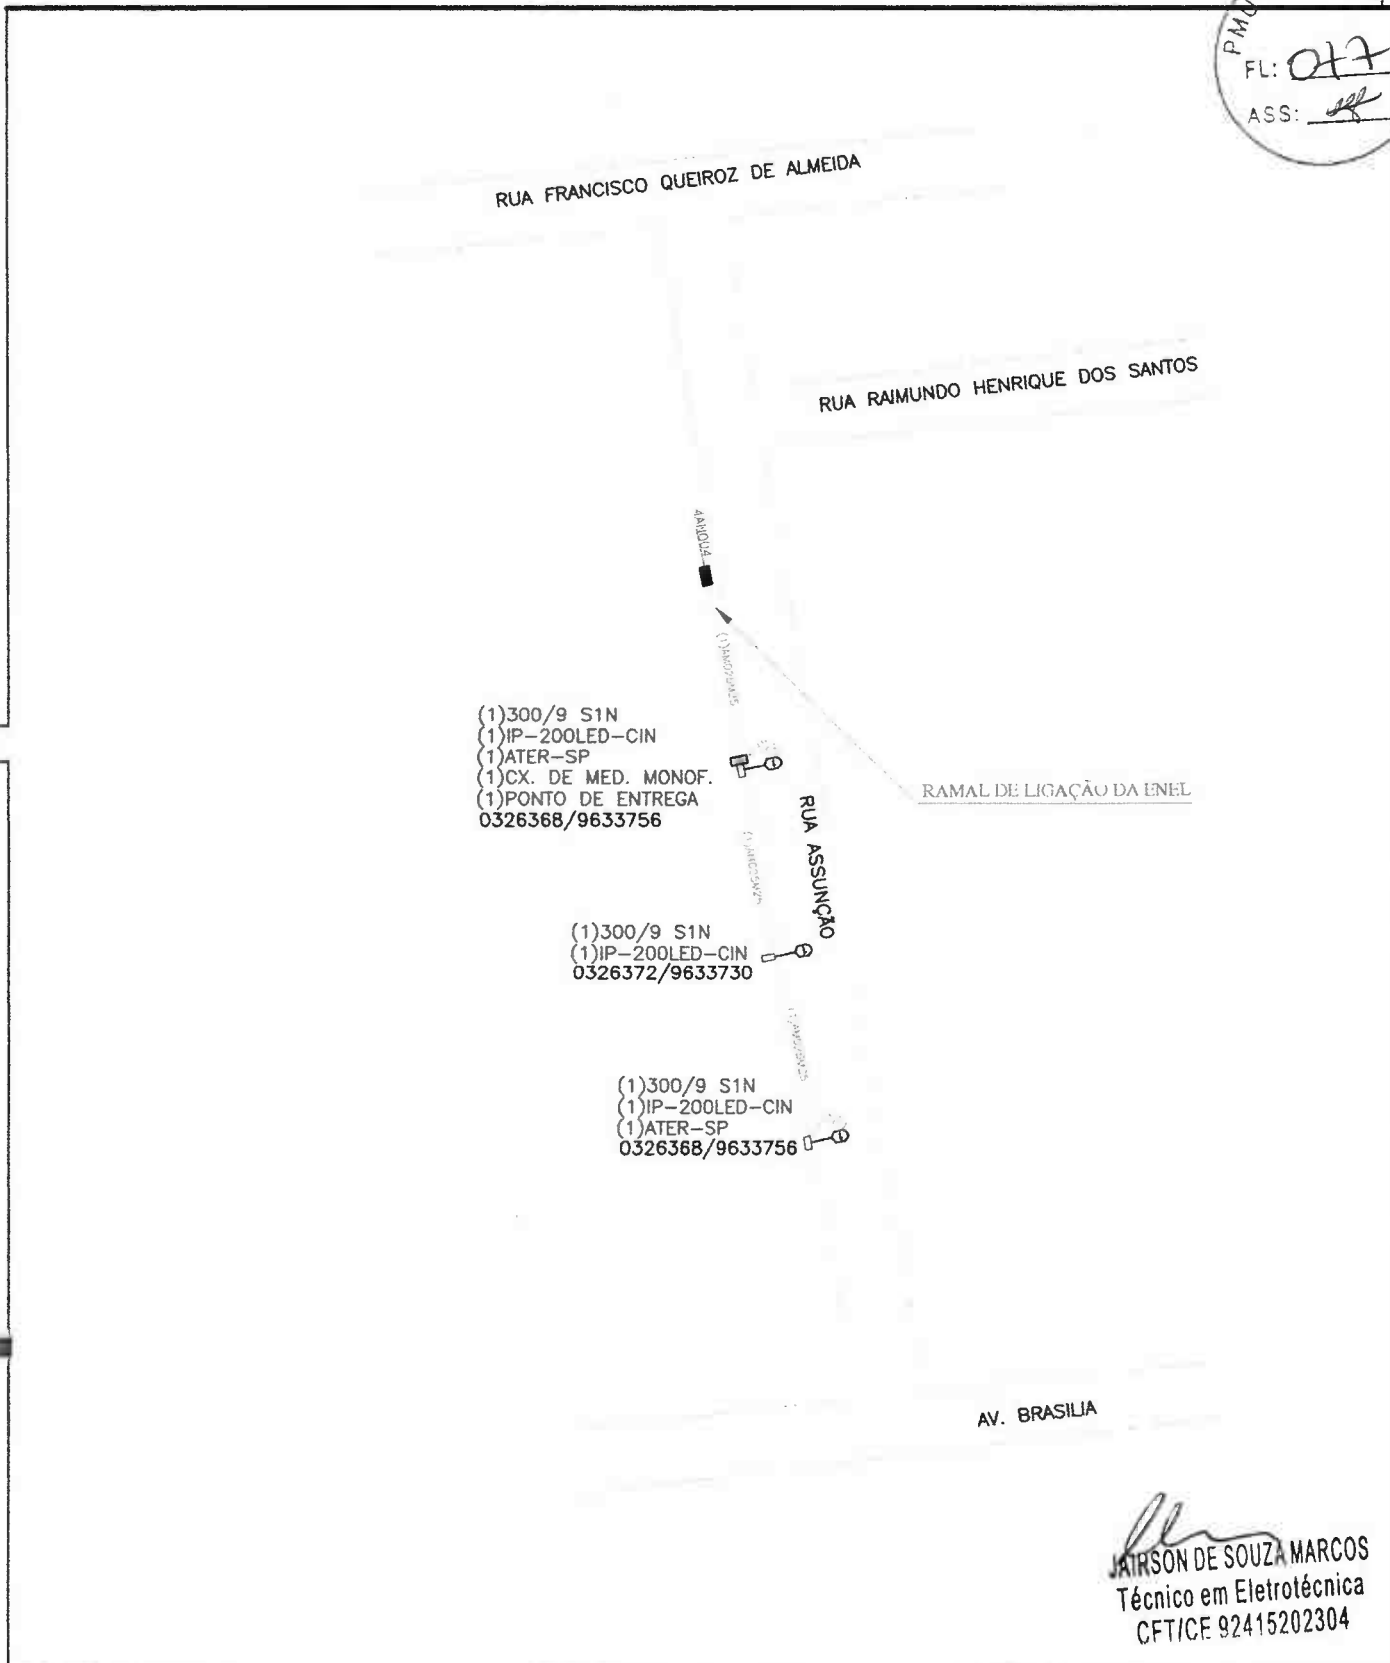 PMO
FL: 077
ASS:
RUA FRANCISCO QUEIROZ DE ALMEIDA
RUA RAIMUNDO HENRIQUE DOS SANTOS
(1)300/9 S1N
(1)IP-200LED-CIN
(1)ATER-SP
(1)CX. DE MED. MONOF.
(1)PONTO DE ENTREGA
0326368/9633756
RAMAL DE LIGAÇÃO DA ENEL
RUA ASSUNÇÃO
(1)300/9 S1N
(1)IP-200LED-CIN
0326372/9633730
(1)300/9 S1N
(1)IP-200LED-CIN
(1)ATER-SP
0326368/9633756
AV. BRASILIA
JAIRSON DE SOUZA MARCOS
Técnico em Eletrotécnica
CFT/CE 92415202304